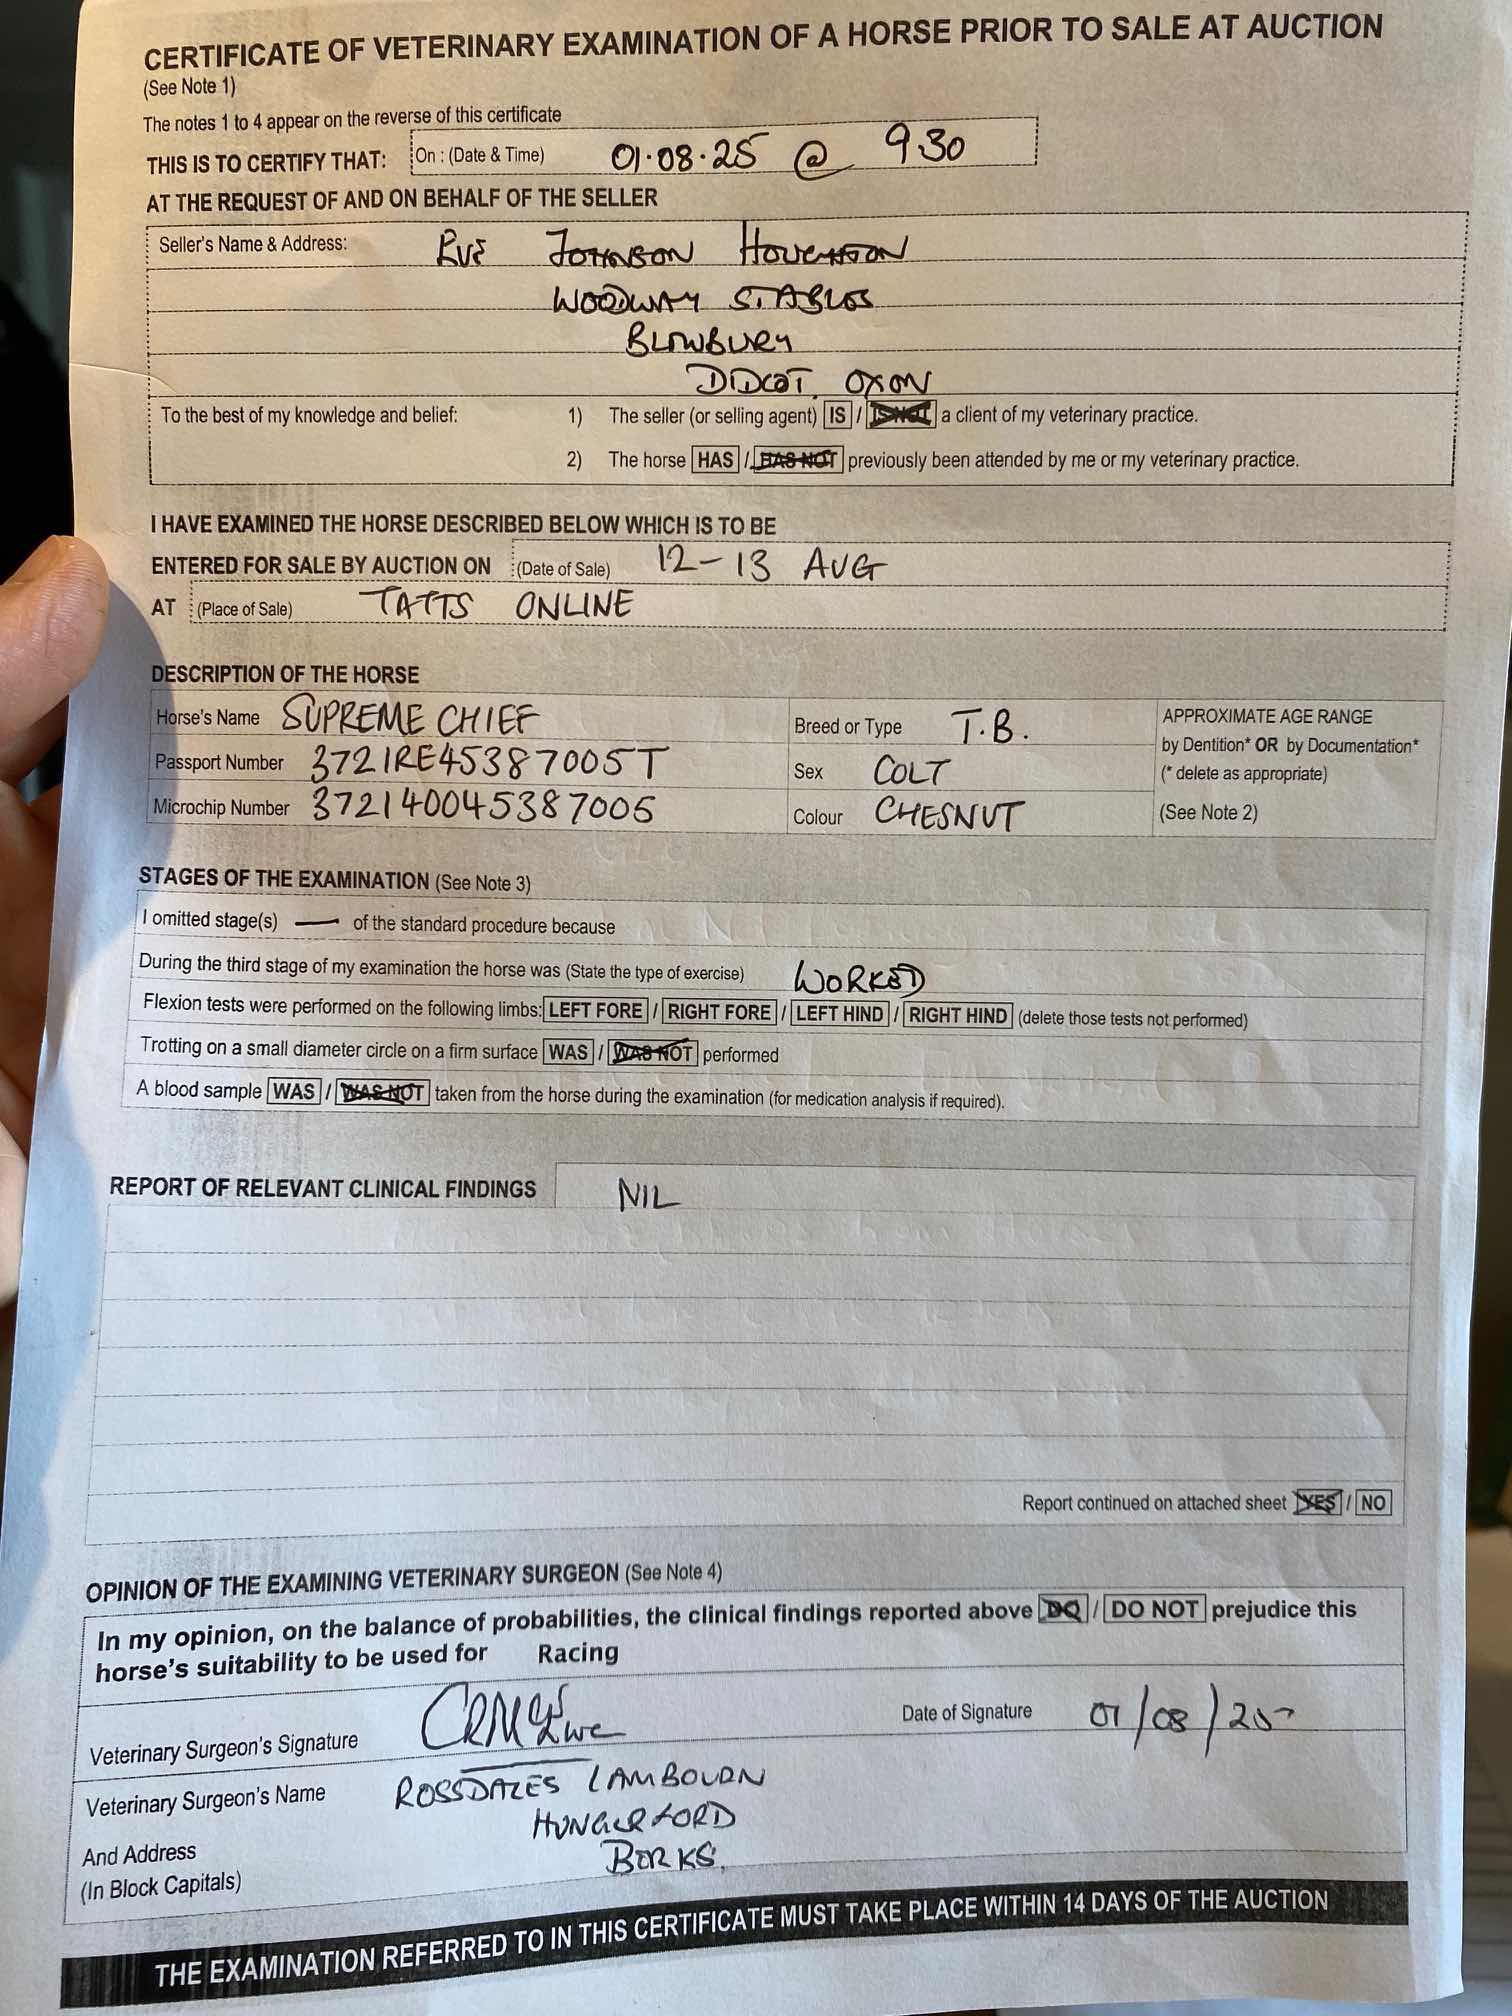 CERTIFICATE OF VETERINARY EXAMINATION OF A HORSE PRIOR TO SALE AT AUCTION
(See Note 1)
The notes 1 to 4 appear on the reverse of this certificate
THIS IS TO CERTIFY THAT: On : (Date & Time) 01·08·25 @ 9.30
AT THE REQUEST OF AND ON BEHALF OF THE SELLER
Seller's Name & Address: EVE JOHNSON HOUGHTON
WOODWAY STABLES
BLEWBURY
DIDCOT, OXON
To the best of my knowledge and belief: 1) The seller (or selling agent) IS / IS NOT a client of my veterinary practice.
2) The horse HAS / HAS NOT previously been attended by me or my veterinary practice.
I HAVE EXAMINED THE HORSE DESCRIBED BELOW WHICH IS TO BE
ENTERED FOR SALE BY AUCTION ON (Date of Sale) 12-13 AUG
AT (Place of Sale) TATTS ONLINE
DESCRIPTION OF THE HORSE
Horse's Name SUPREME CHIEF Breed or Type T.B. APPROXIMATE AGE RANGE
Passport Number 372IRE45387005T Sex COLT by Dentition* OR by Documentation*
(* delete as appropriate)
Microchip Number 372140045387005 Colour CHESNUT (See Note 2)
STAGES OF THE EXAMINATION (See Note 3)
I omitted stage(s) — of the standard procedure because
During the third stage of my examination the horse was (State the type of exercise) WORKED
Flexion tests were performed on the following limbs: LEFT FORE / RIGHT FORE / LEFT HIND / RIGHT HIND (delete those tests not performed)
Trotting on a small diameter circle on a firm surface WAS / WAS NOT performed
A blood sample WAS / WAS NOT taken from the horse during the examination (for medication analysis if required).
REPORT OF RELEVANT CLINICAL FINDINGS NIL
Report continued on attached sheet YES / NO
OPINION OF THE EXAMINING VETERINARY SURGEON (See Note 4)
In my opinion, on the balance of probabilities, the clinical findings reported above DO / DO NOT prejudice this
horse's suitability to be used for Racing
Veterinary Surgeon's Signature Date of Signature 01/08/25
Veterinary Surgeon's Name ROSSDALES LAMBOURN
HUNGERFORD
And Address BERKS.
(In Block Capitals)
THE EXAMINATION REFERRED TO IN THIS CERTIFICATE MUST TAKE PLACE WITHIN 14 DAYS OF THE AUCTION